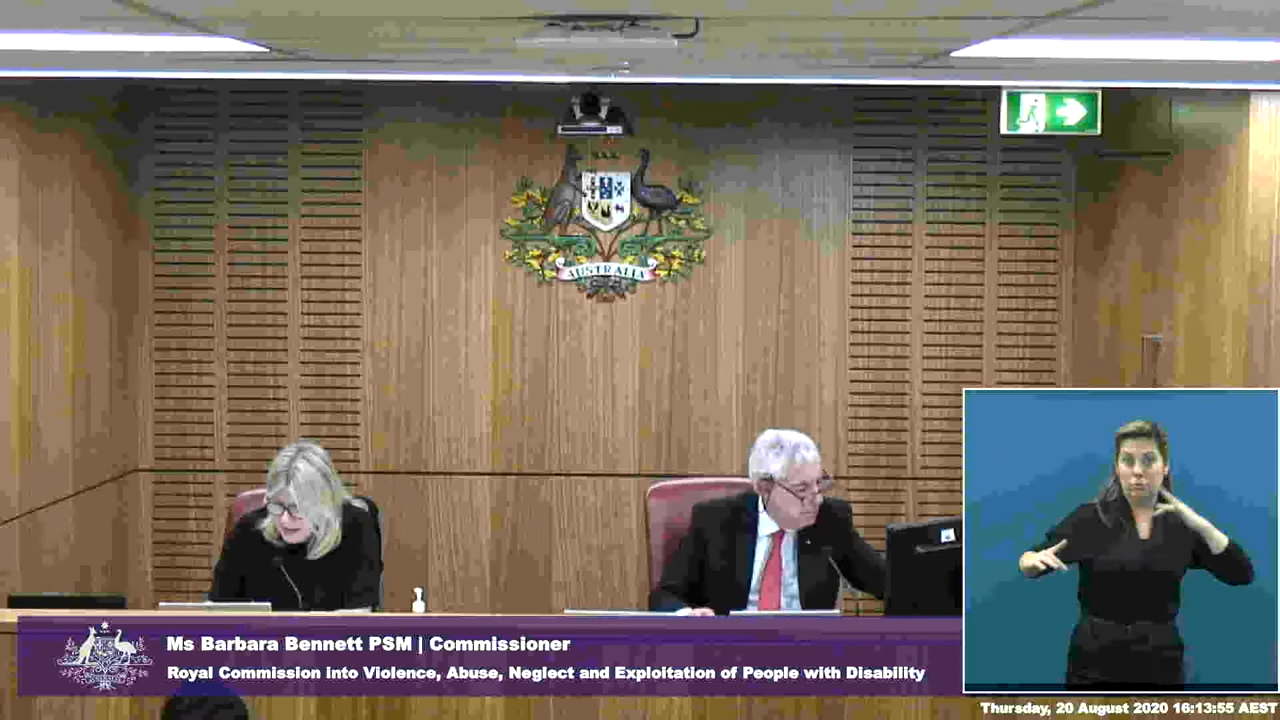 AUSTRALIA
Ms Barbara Bennett PSM | Commissioner
Royal Commission into Violence, Abuse, Neglect and Exploitation of People with Disability
Thursday, 20 August 2020 16:13:55 AEST